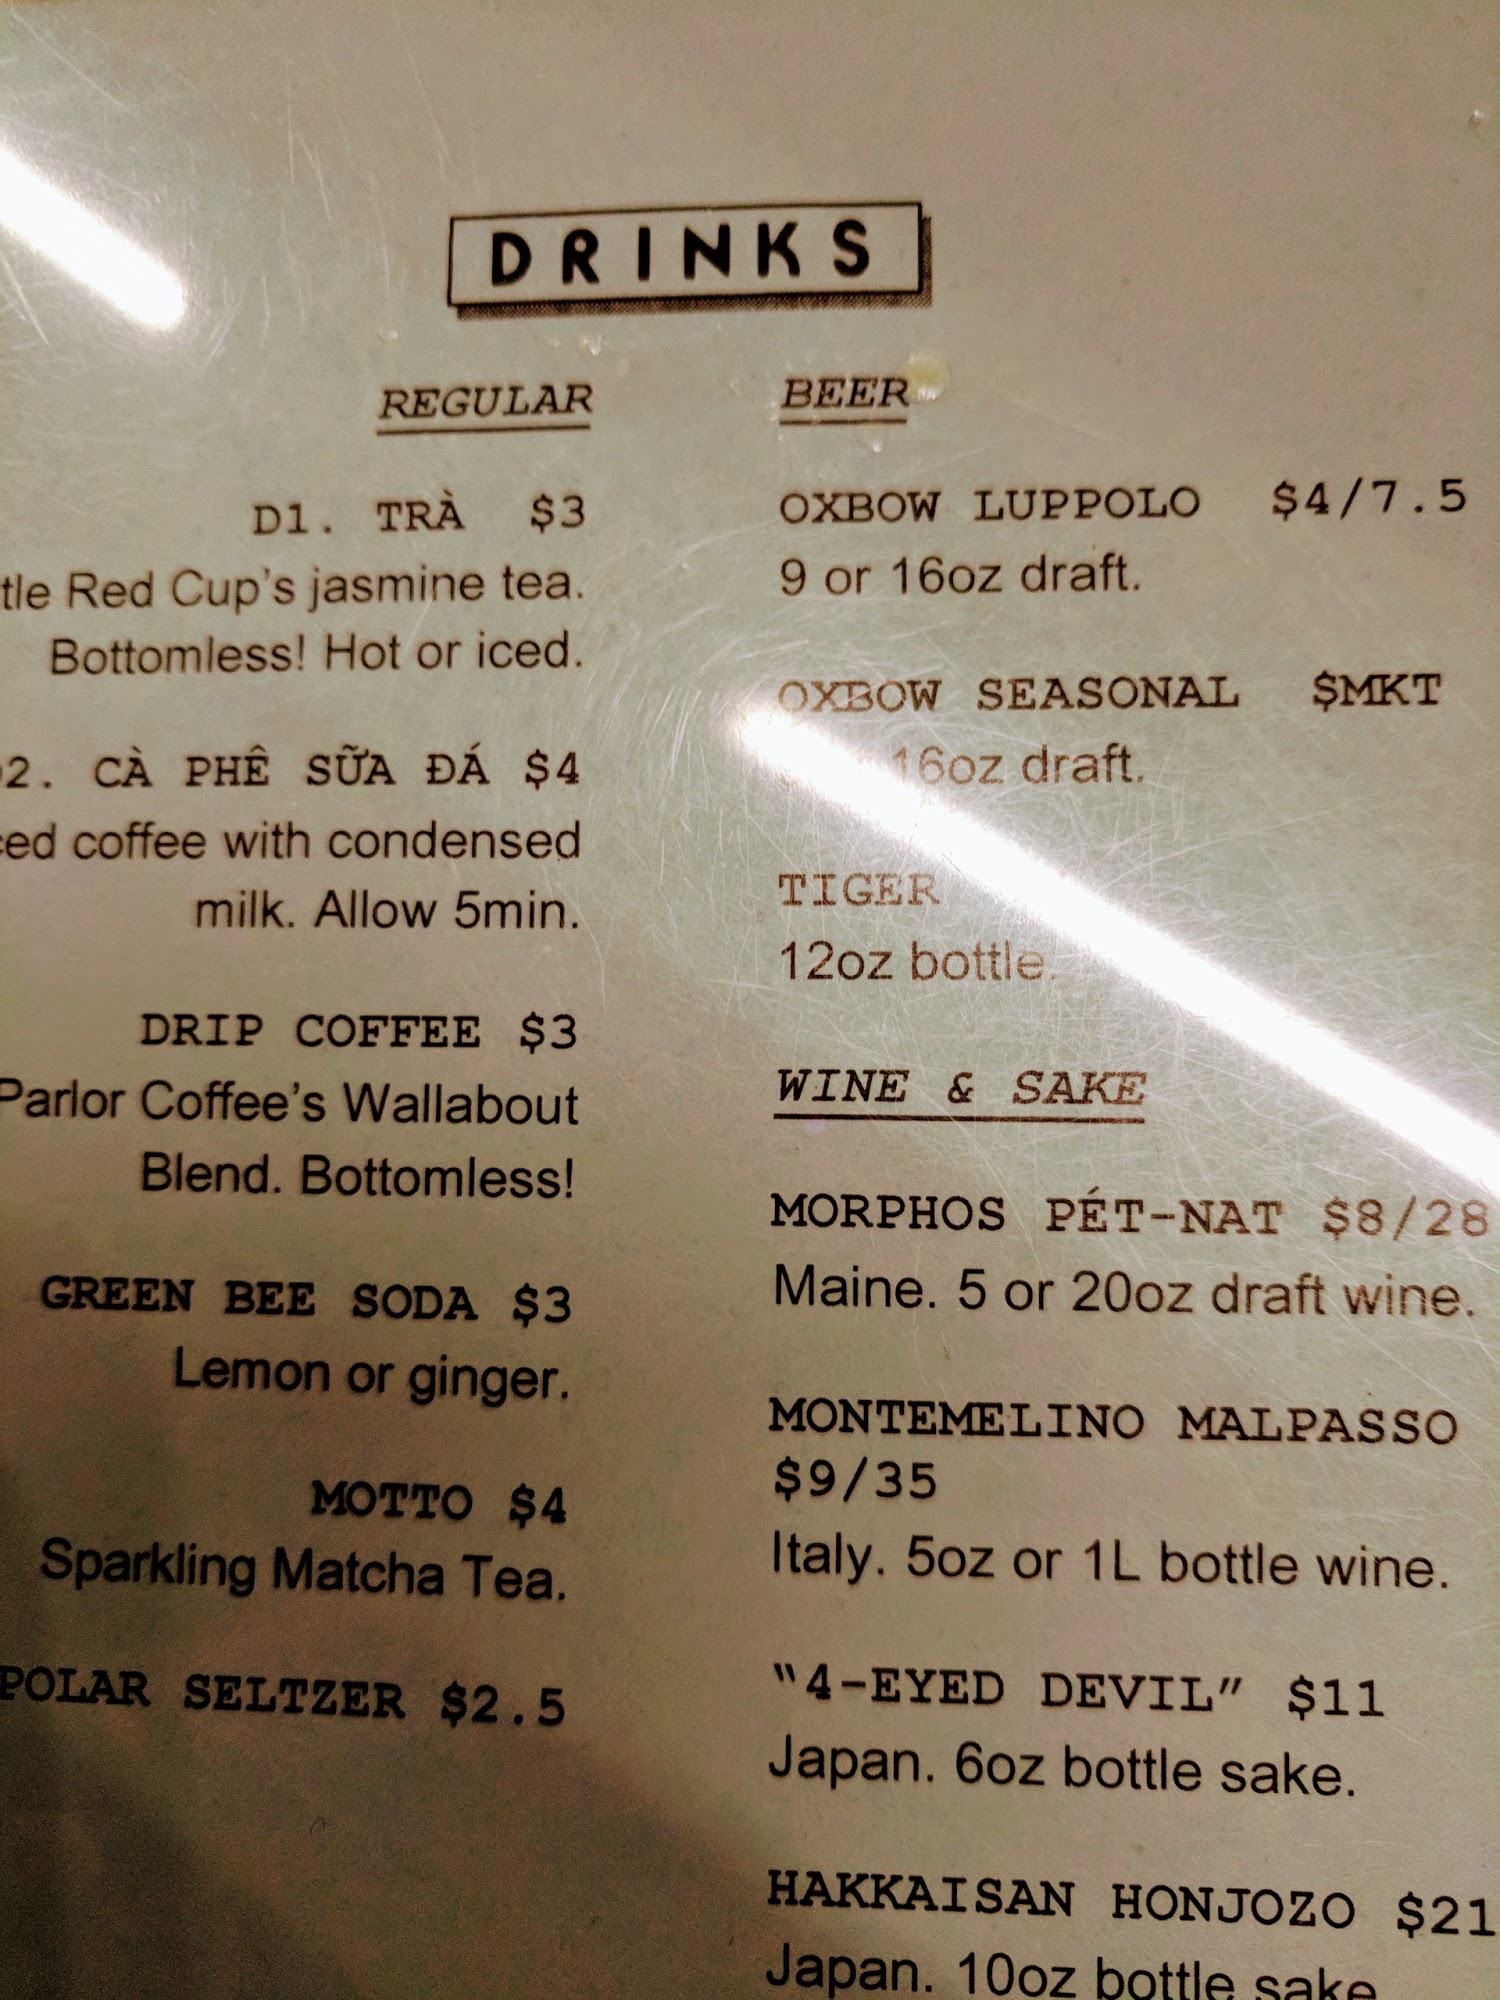 DRINKS
REGULAR
D1. TRÀ $3
Red Cup's jasmine tea.
Bottomless! Hot or iced.
2. CÀ PHÊ SỮA ĐÁ $4
coffee with condensed
milk. Allow 5min.
DRIP COFFEE $3
Parlor Coffee's Wallabout
Blend. Bottomless!
GREEN BEE SODA $3
Lemon or ginger.
MOTTO $4
Sparkling Matcha Tea.
POLAR SELTZER $2.5
BEER
OXBOW LUPPOLO $4/7.5
9 or 16oz draft.
OXBOW SEASONAL $MKT
16oz draft.
TIGER
12oz bottle.
WINE & SAKE
MORPHOS PÉT-NAT $8/28
Maine. 5 or 20oz draft wine.
MONTEMELINO MALPASSO
$9/35
Italy. 5oz or 1L bottle wine.
"4-EYED DEVIL" $11
Japan. 6oz bottle sake.
HAKKAISAN HONJOZO $21
Japan. 10oz bottle sake